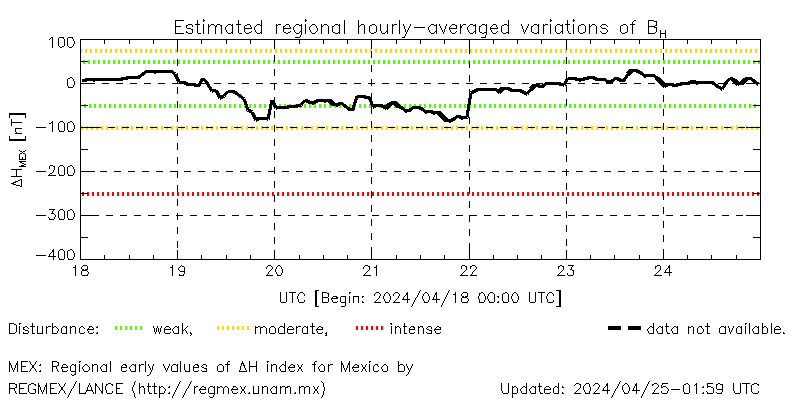 Estimated regional hourly-averaged variations of B_H
100
0
-100
-200
-300
-400
ΔH_MEX [nT]
18 19 20 21 22 23 24
UTC [Begin: 2024/04/18 00:00 UTC]
Disturbance: weak, moderate, intense data not available.
MEX: Regional early values of ΔH index for Mexico by
REGMEX/LANCE (http://regmex.unam.mx) Updated: 2024/04/25-01:59 UTC